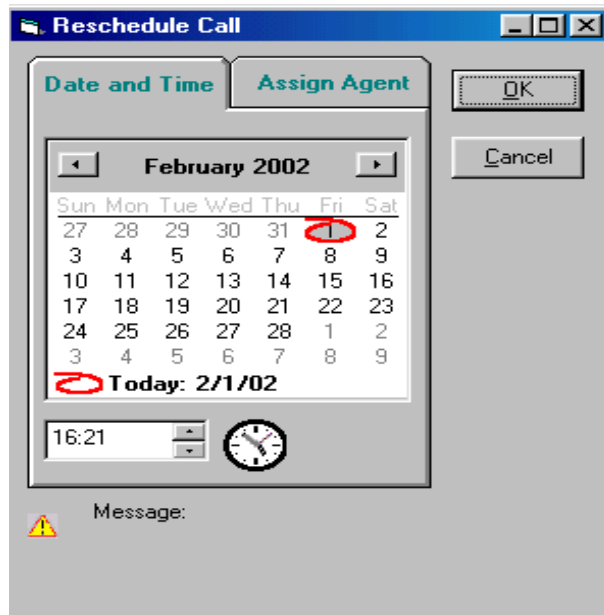 Reschedule Call
Date and Time
Assign Agent
OK
Cancel
February 2002
Sun Mon Tue Wed Thu Fri Sat
27 28 29 30 31 1 2
3 4 5 6 7 8 9
10 11 12 13 14 15 16
17 18 19 20 21 22 23
24 25 26 27 28 1 2
3 4 5 6 7 8 9
Today: 2/1/02
16:21
Message: